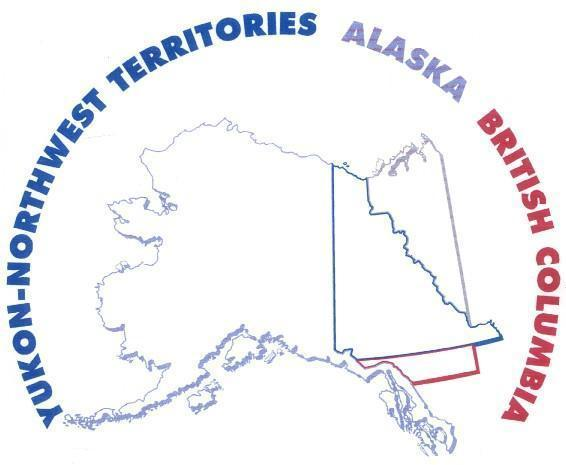 YUKON-NORTHWEST TERRITORIES
ALASKA
BRITISH COLUMBIA